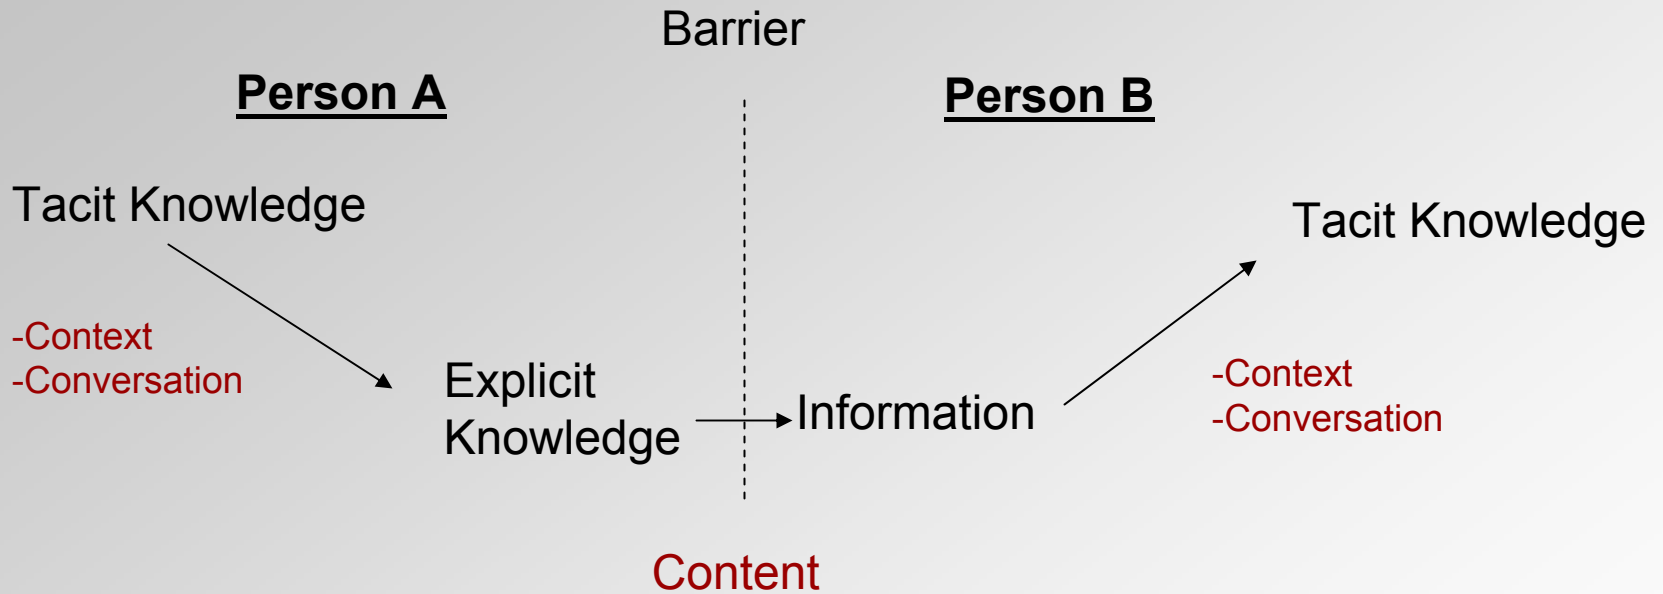 Barrier
Person A
Person B
Tacit Knowledge
Tacit Knowledge
-Context
-Conversation
Explicit
Knowledge
Information
-Context
-Conversation
Content